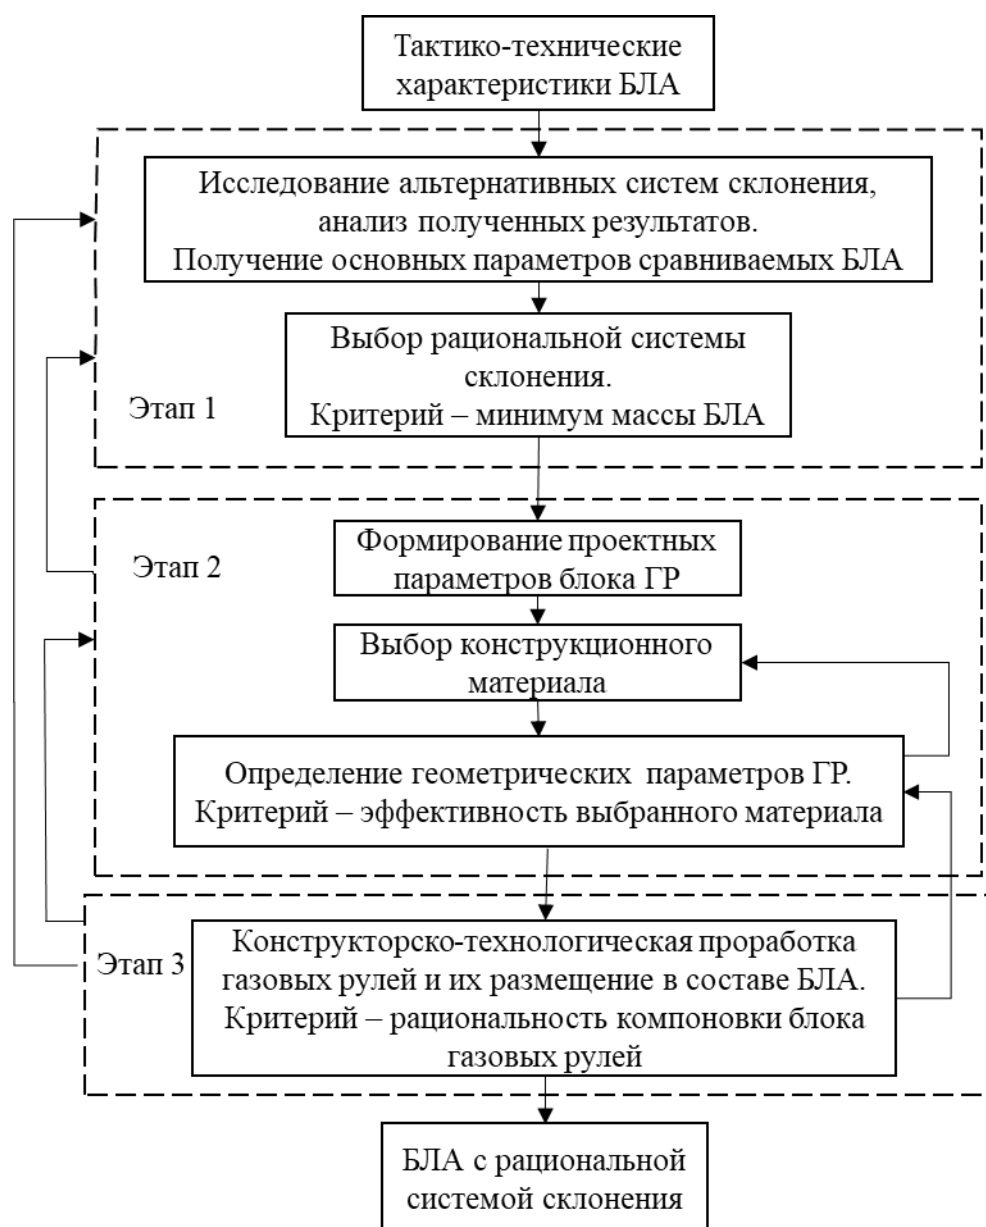 Тактико-технические
характеристики БЛА
Исследование альтернативных систем склонения,
анализ полученных результатов.
Получение основных параметров сравниваемых БЛА
Выбор рациональной системы
склонения.
Критерий – минимум массы БЛА
Этап 1
Формирование проектных
параметров блока ГР
Этап 2
Выбор конструкционного
материала
Определение геометрических параметров ГР.
Критерий – эффективность выбранного материала
Конструкторско-технологическая проработка
газовых рулей и их размещение в составе БЛА.
Критерий – рациональность компоновки блока
газовых рулей
Этап 3
БЛА с рациональной
системой склонения